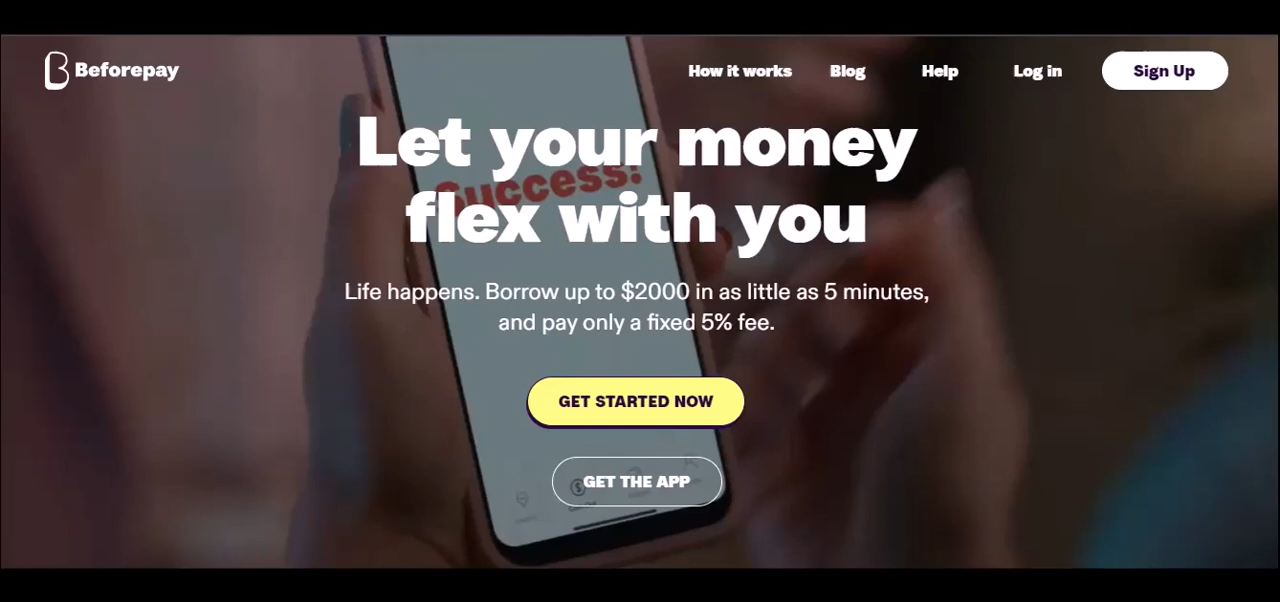 Beforepay
How it works
Blog
Help
Log in
Sign Up
Let your money
Success!
flex with you
Life happens. Borrow up to $2000 in as little as 5 minutes,
and pay only a fixed 5% fee.
GET STARTED NOW
GET THE APP